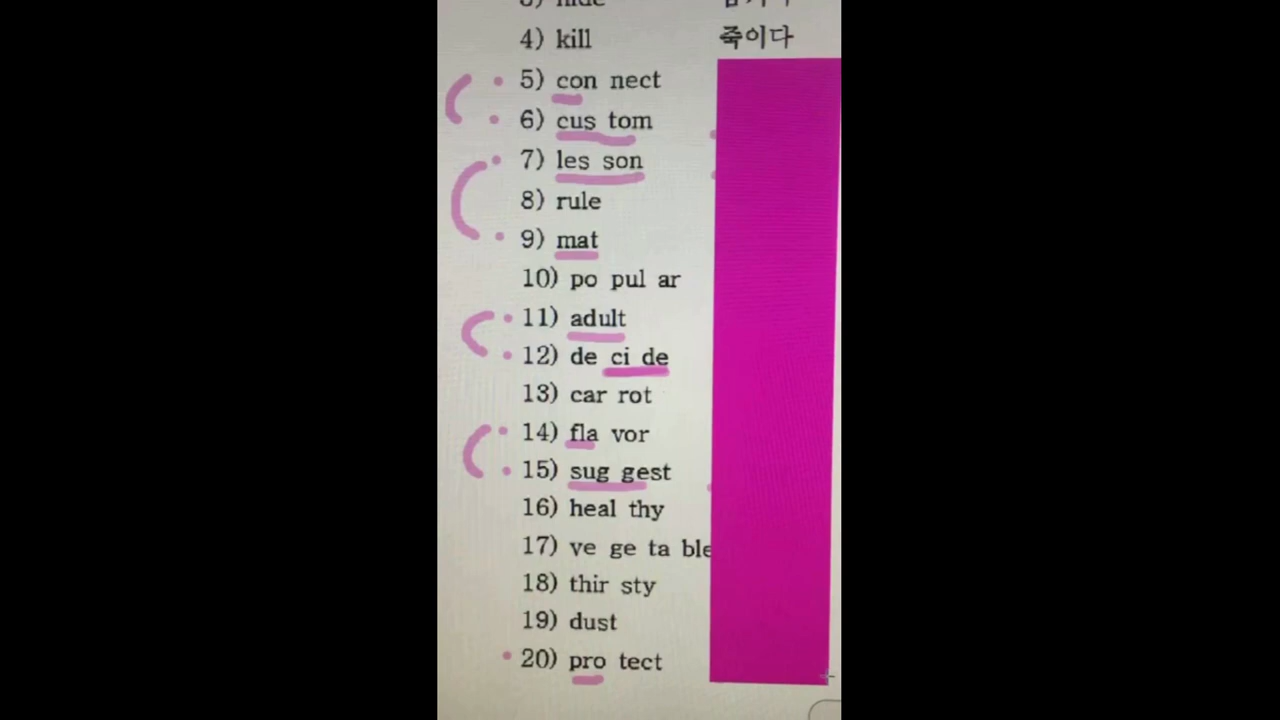 3) hide
4) kill 죽이다
5) con nect
6) cus tom
7) les son
8) rule
9) mat
10) po pul ar
11) adult
12) de ci de
13) car rot
14) fla vor
15) sug gest
16) heal thy
17) ve ge ta ble
18) thir sty
19) dust
20) pro tect